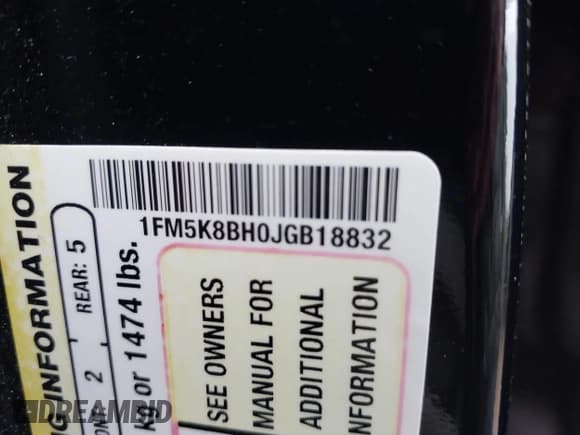 1FM5K8BH0JGB18832
INFORMATION
2
REAR: 5
kg or 1474 lbs.
SEE OWNERS
MANUAL FOR
ADDITIONAL
INFORMATION
DREAMBID